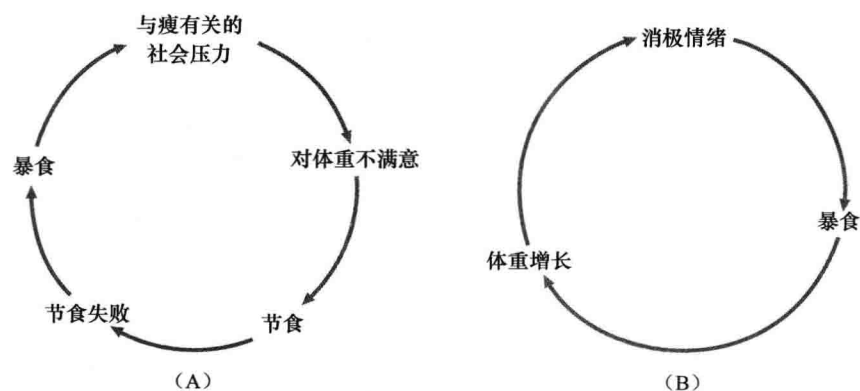 与瘦有关的
社会压力
对体重不满意
节食
节食失败
暴食
(A)
消极情绪
暴食
体重增长
(B)